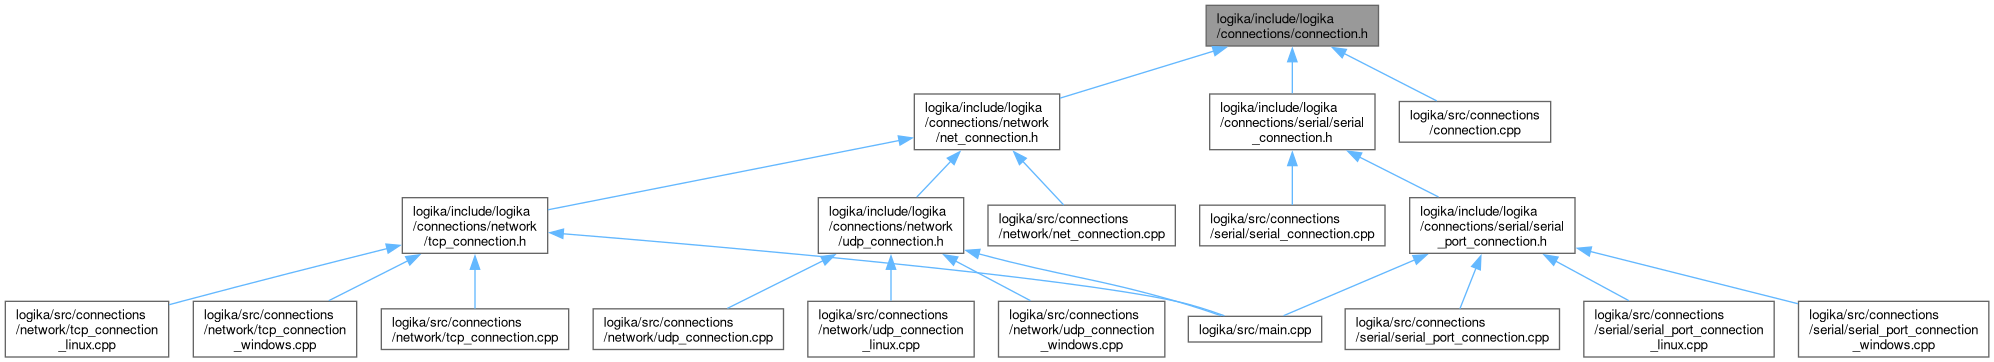 logika/include/logika
/connections/connection.h
logika/include/logika
/connections/network
/net_connection.h
logika/include/logika
/connections/serial/serial
_connection.h
logika/src/connections
/connection.cpp
logika/include/logika
/connections/network
/tcp_connection.h
logika/include/logika
/connections/network
/udp_connection.h
logika/src/connections
/network/net_connection.cpp
logika/src/connections
/serial/serial_connection.cpp
logika/include/logika
/connections/serial/serial
_port_connection.h
logika/src/connections
/network/tcp_connection
_linux.cpp
logika/src/connections
/network/tcp_connection
_windows.cpp
logika/src/connections
/network/tcp_connection.cpp
logika/src/connections
/network/udp_connection.cpp
logika/src/connections
/network/udp_connection
_linux.cpp
logika/src/connections
/network/udp_connection
_windows.cpp
logika/src/main.cpp
logika/src/connections
/serial/serial_port_connection.cpp
logika/src/connections
/serial/serial_port_connection
_linux.cpp
logika/src/connections
/serial/serial_port_connection
_windows.cpp